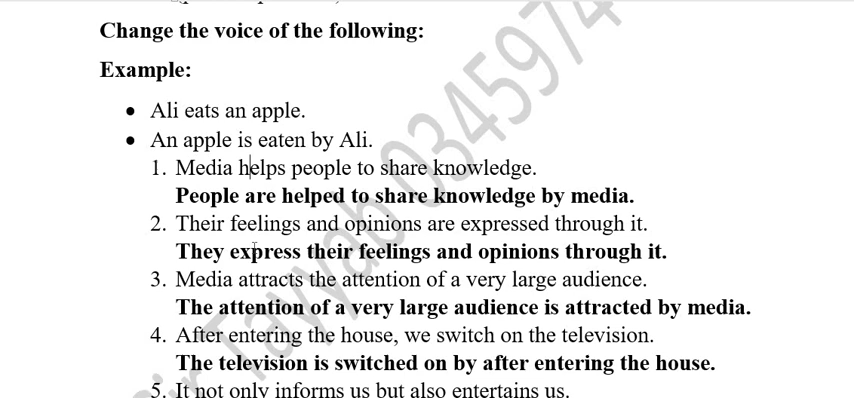 Change the voice of the following:
Example:
• Ali eats an apple.
• An apple is eaten by Ali.
1. Media helps people to share knowledge.
People are helped to share knowledge by media.
2. Their feelings and opinions are expressed through it.
They express their feelings and opinions through it.
3. Media attracts the attention of a very large audience.
The attention of a very large audience is attracted by media.
4. After entering the house, we switch on the television.
The television is switched on by after entering the house.
5. It not only informs us but also entertains us.
Sir Tayyab 0345974